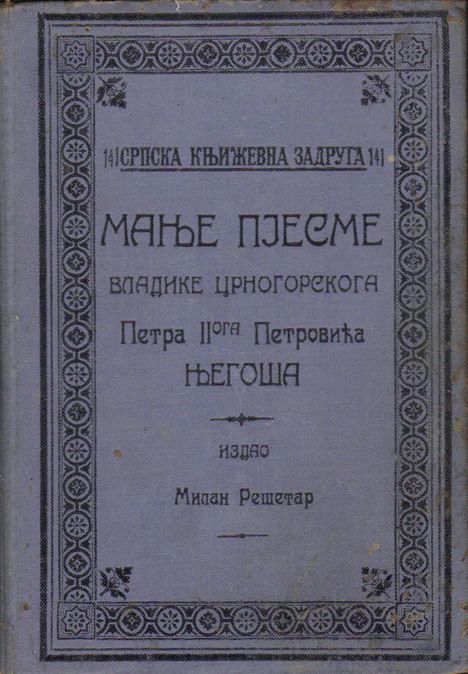 141 СРПСКА КЊИЖЕВНА ЗАДРУГА 141
МАЊЕ ПЈЕСМЕ
ВЛАДИКЕ ЦРНОГОРСКОГА
Петра IIОГА Петровића
ЊЕГОША
ИЗДАО
Милан Решетар